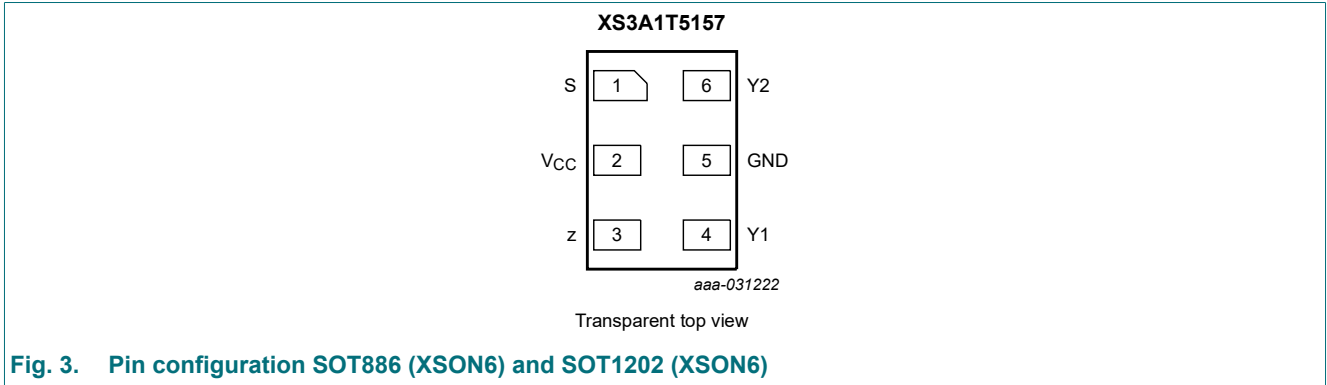 XS3A1T5157
S 1 6 Y2
VCC 2 5 GND
z 3 4 Y1
aaa-031222
Transparent top view
Fig. 3. Pin configuration SOT886 (XSON6) and SOT1202 (XSON6)